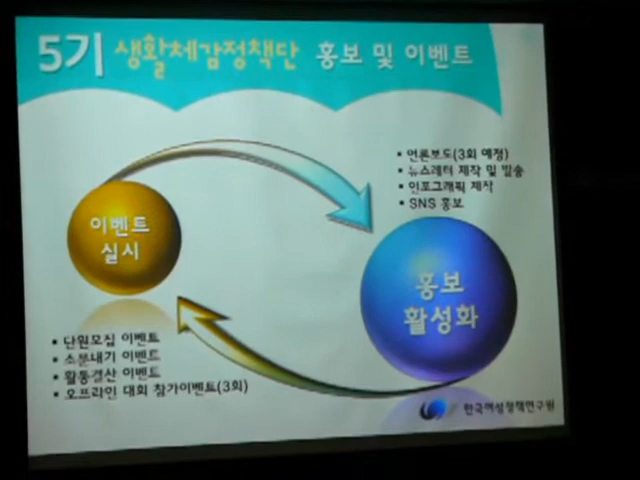 5기 생활체감정책단 홍보 및 이벤트
▪ 언론보도(3회 예정)
▪ 뉴스레터 제작 및 발송
▪ 인포그래픽 제작
▪ SNS 홍보
이벤트
실시
홍보
활성화
▪ 단원모집 이벤트
▪ 소문내기 이벤트
▪ 활동결산 이벤트
▪ 오프라인 대회 참가이벤트(3회)
한국여성정책연구원